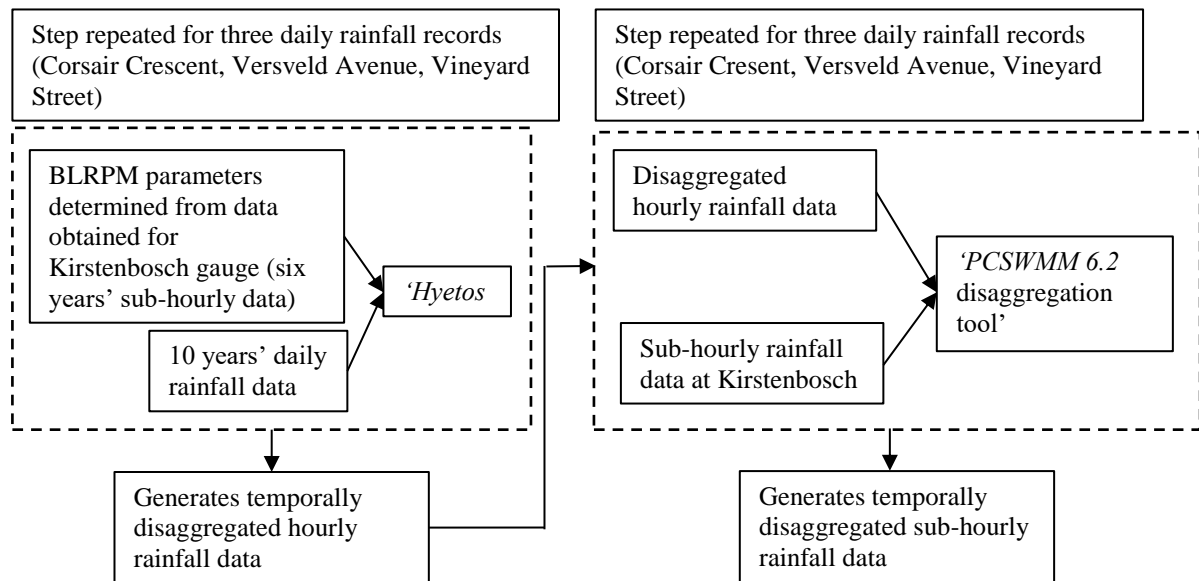 Step repeated for three daily rainfall records
(Corsair Crescent, Versveld Avenue, Vineyard
Street)
BLRPM parameters
determined from data
obtained for
Kirstenbosch gauge (six
years’ sub-hourly data)
‘Hyetos
10 years’ daily
rainfall data
Generates temporally
disaggregated hourly
rainfall data
Step repeated for three daily rainfall records
(Corsair Cresent, Versveld Avenue, Vineyard
Street)
Disaggregated
hourly rainfall data
‘PCSWMM 6.2
disaggregation
tool’
Sub-hourly rainfall
data at Kirstenbosch
Generates temporally
disaggregated sub-hourly
rainfall data